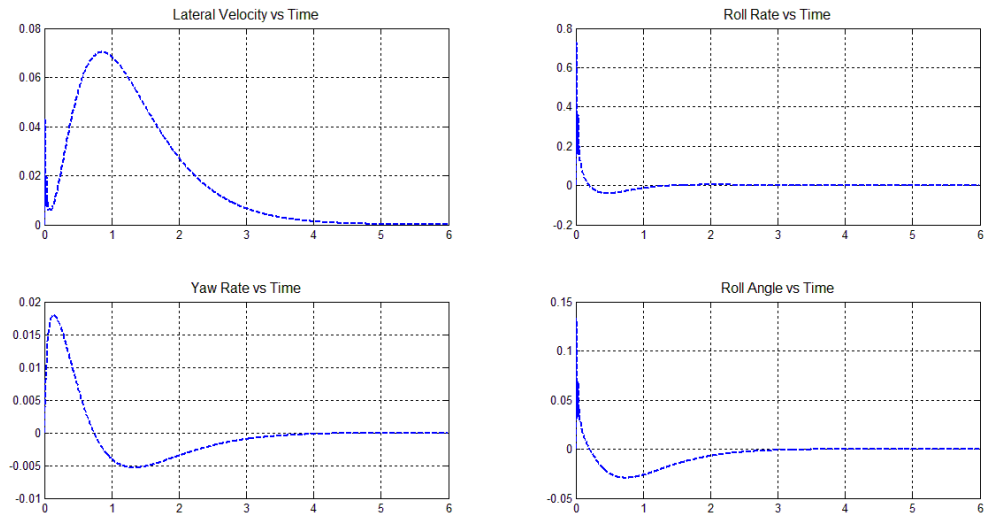 Lateral Velocity vs Time
0.08
0.06
0.04
0.02
0
0 1 2 3 4 5 6
Roll Rate vs Time
0.8
0.6
0.4
0.2
0
-0.2
0 1 2 3 4 5 6
Yaw Rate vs Time
0.02
0.015
0.01
0.005
0
-0.005
-0.01
0 1 2 3 4 5 6
Roll Angle vs Time
0.15
0.1
0.05
0
-0.05
0 1 2 3 4 5 6